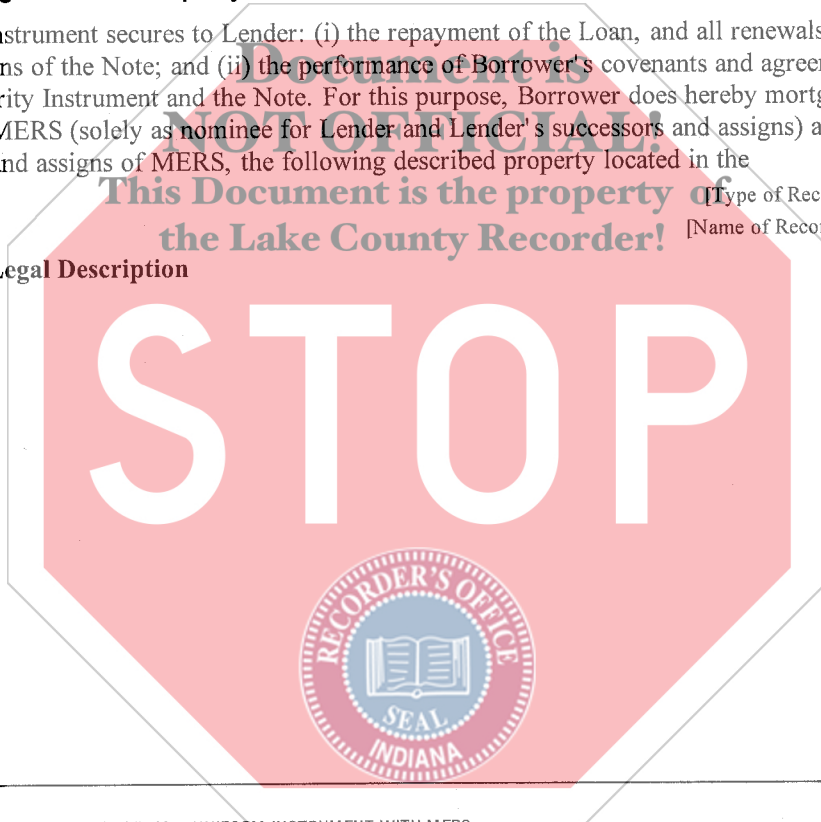 nstrument secures to Lender: (i) the repayment of the Loan, and all renewals
Document is
ns of the Note; and (ii) the performance of Borrower's covenants and agree
rity Instrument and the Note. For this purpose, Borrower does hereby mortg
NOT OFFICIAL!
MERS (solely as nominee for Lender and Lender's successors and assigns) a
nd assigns of MERS, the following described property located in the
This Document is the property of
[Type of Rec
the Lake County Recorder!
[Name of Reco
Legal Description
STOP
RECORDER'S OFFICE
SEAL
INDIANA